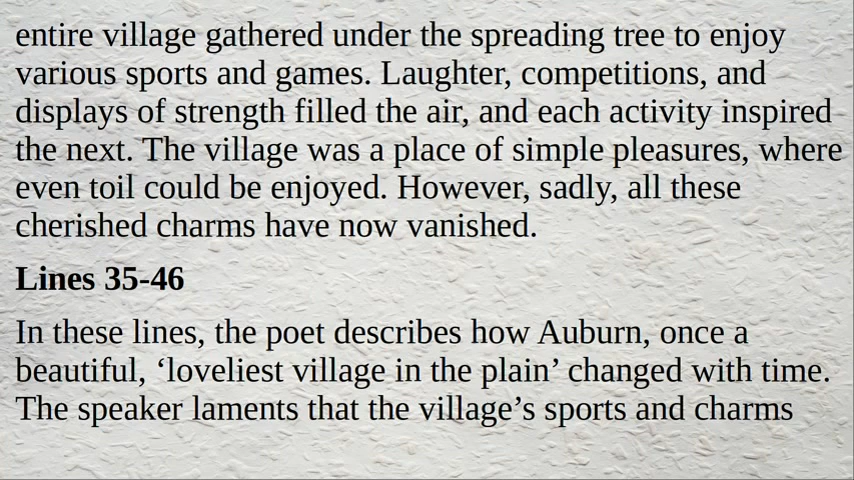 entire village gathered under the spreading tree to enjoy
various sports and games. Laughter, competitions, and
displays of strength filled the air, and each activity inspired
the next. The village was a place of simple pleasures, where
even toil could be enjoyed. However, sadly, all these
cherished charms have now vanished.
Lines 35-46
In these lines, the poet describes how Auburn, once a
beautiful, ‘loveliest village in the plain’ changed with time.
The speaker laments that the village’s sports and charms